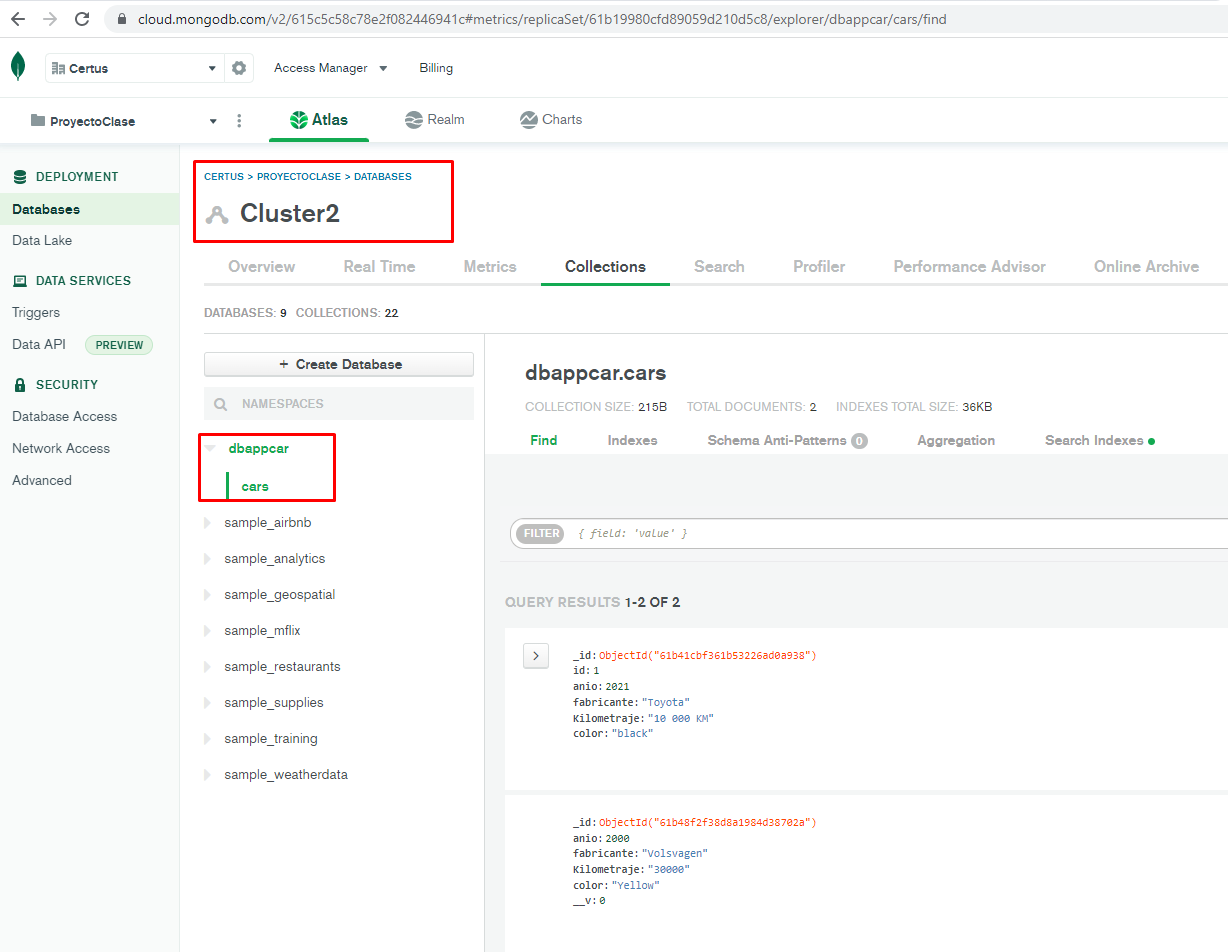 cloud.mongodb.com/v2/615c5c58c78e2f082446941c#metrics/replicaSet/61b19980cfd89059d210d5c8/explorer/dbappcar/cars/find
Certus Access Manager Billing
ProyectoClase Atlas Realm Charts
DEPLOYMENT
Databases
Data Lake
DATA SERVICES
Triggers
Data API PREVIEW
SECURITY
Database Access
Network Access
Advanced
CERTUS > PROYECTOCLASE > DATABASES
Cluster2
Overview Real Time Metrics Collections Search Profiler Performance Advisor Online Archive
DATABASES: 9 COLLECTIONS: 22
+ Create Database
NAMESPACES
dbappcar
cars
sample_airbnb
sample_analytics
sample_geospatial
sample_mflix
sample_restaurants
sample_supplies
sample_training
sample_weatherdata
dbappcar.cars
COLLECTION SIZE: 215B TOTAL DOCUMENTS: 2 INDEXES TOTAL SIZE: 36KB
Find Indexes Schema Anti-Patterns 0 Aggregation Search Indexes
FILTER { field: 'value' }
QUERY RESULTS 1-2 OF 2
_id: ObjectId("61b41cbf361b53226ad0a938")
id: 1
anio: 2021
fabricante: "Toyota"
Kilometraje: "10 000 KM"
color: "black"
_id: ObjectId("61b48f2f38d8a1984d38702a")
anio: 2000
fabricante: "Volsvagen"
Kilometraje: "30000"
color: "Yellow"
__v: 0